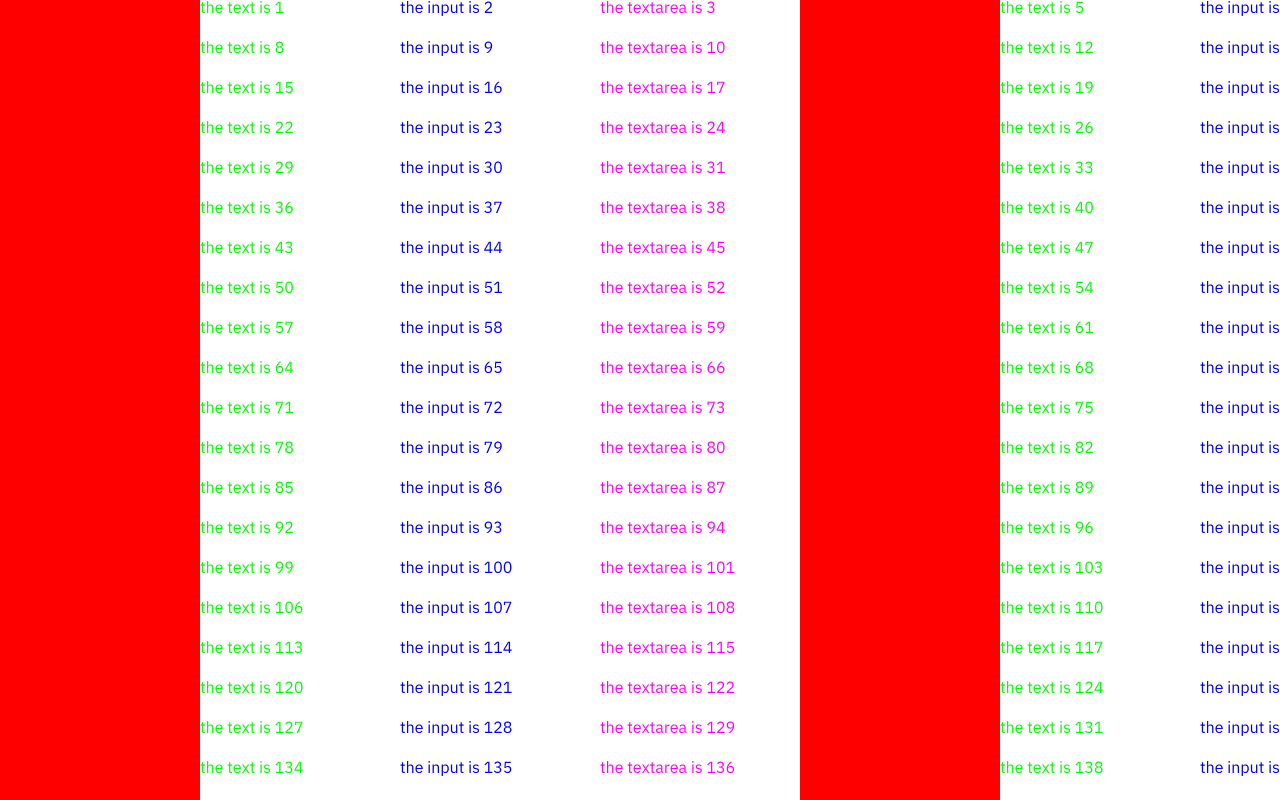 the text is 1 the input is 2 the textarea is 3 the text is 5 the input is
the text is 8 the input is 9 the textarea is 10 the text is 12 the input is
the text is 15 the input is 16 the textarea is 17 the text is 19 the input is
the text is 22 the input is 23 the textarea is 24 the text is 26 the input is
the text is 29 the input is 30 the textarea is 31 the text is 33 the input is
the text is 36 the input is 37 the textarea is 38 the text is 40 the input is
the text is 43 the input is 44 the textarea is 45 the text is 47 the input is
the text is 50 the input is 51 the textarea is 52 the text is 54 the input is
the text is 57 the input is 58 the textarea is 59 the text is 61 the input is
the text is 64 the input is 65 the textarea is 66 the text is 68 the input is
the text is 71 the input is 72 the textarea is 73 the text is 75 the input is
the text is 78 the input is 79 the textarea is 80 the text is 82 the input is
the text is 85 the input is 86 the textarea is 87 the text is 89 the input is
the text is 92 the input is 93 the textarea is 94 the text is 96 the input is
the text is 99 the input is 100 the textarea is 101 the text is 103 the input is
the text is 106 the input is 107 the textarea is 108 the text is 110 the input is
the text is 113 the input is 114 the textarea is 115 the text is 117 the input is
the text is 120 the input is 121 the textarea is 122 the text is 124 the input is
the text is 127 the input is 128 the textarea is 129 the text is 131 the input is
the text is 134 the input is 135 the textarea is 136 the text is 138 the input is